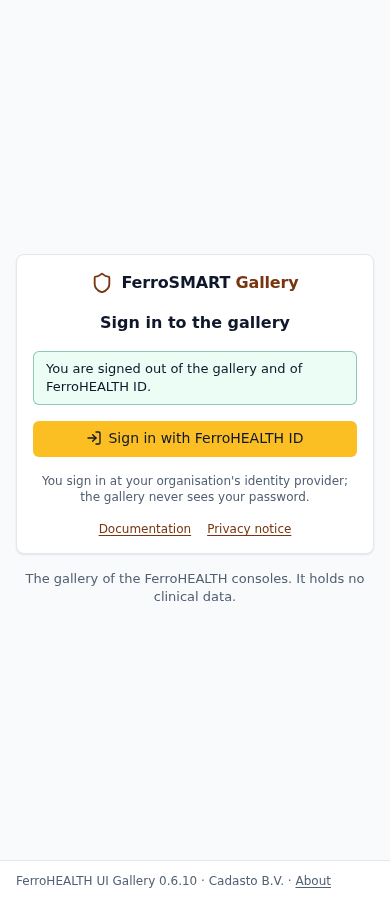 FerroSMART Gallery
Sign in to the gallery
You are signed out of the gallery and of
FerroHEALTH ID.
Sign in with FerroHEALTH ID
You sign in at your organisation's identity provider;
the gallery never sees your password.
Documentation Privacy notice
The gallery of the FerroHEALTH consoles. It holds no
clinical data.
FerroHEALTH UI Gallery 0.6.10 · Cadasto B.V. · About